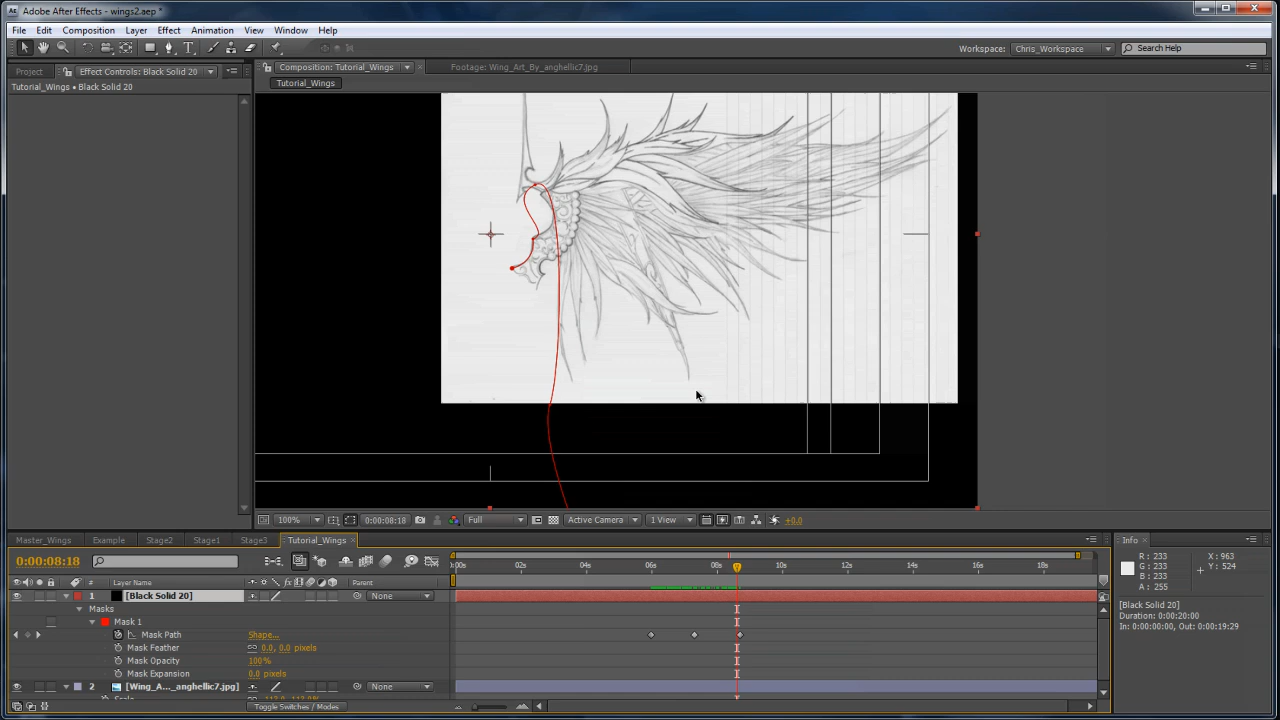 Adobe After Effects - wings2.aep *
File Edit Composition Layer Effect Animation View Window Help
Workspace: Chris_Workspace Search Help
Project Effect Controls: Black Solid 20 Composition: Tutorial_Wings Footage: Wing_Art_By_anghellic7.jpg
Tutorial_Wings • Black Solid 20 Tutorial_Wings
100% 0:00:08:18 Full Active Camera 1 View +0.0
Master_Wings Example Stage2 Stage1 Stage3 Tutorial_Wings Info
0:00:08:18 :00s 02s 04s 06s 08s 10s 12s 14s 16s 18s
R: 233 X: 963
G: 233 Y: 524
B: 233
A: 255
# Layer Name Parent
1 [Black Solid 20] None
Masks
Mask 1
Mask Path Shape...
Mask Feather 0.0, 0.0 pixels
Mask Opacity 100%
Mask Expansion 0.0 pixels
2 [Wing_A..._anghellic7.jpg] None
Scale
Toggle Switches / Modes
[Black Solid 20]
Duration: 0:00:20:00
In: 0:00:00:00, Out: 0:00:19:29